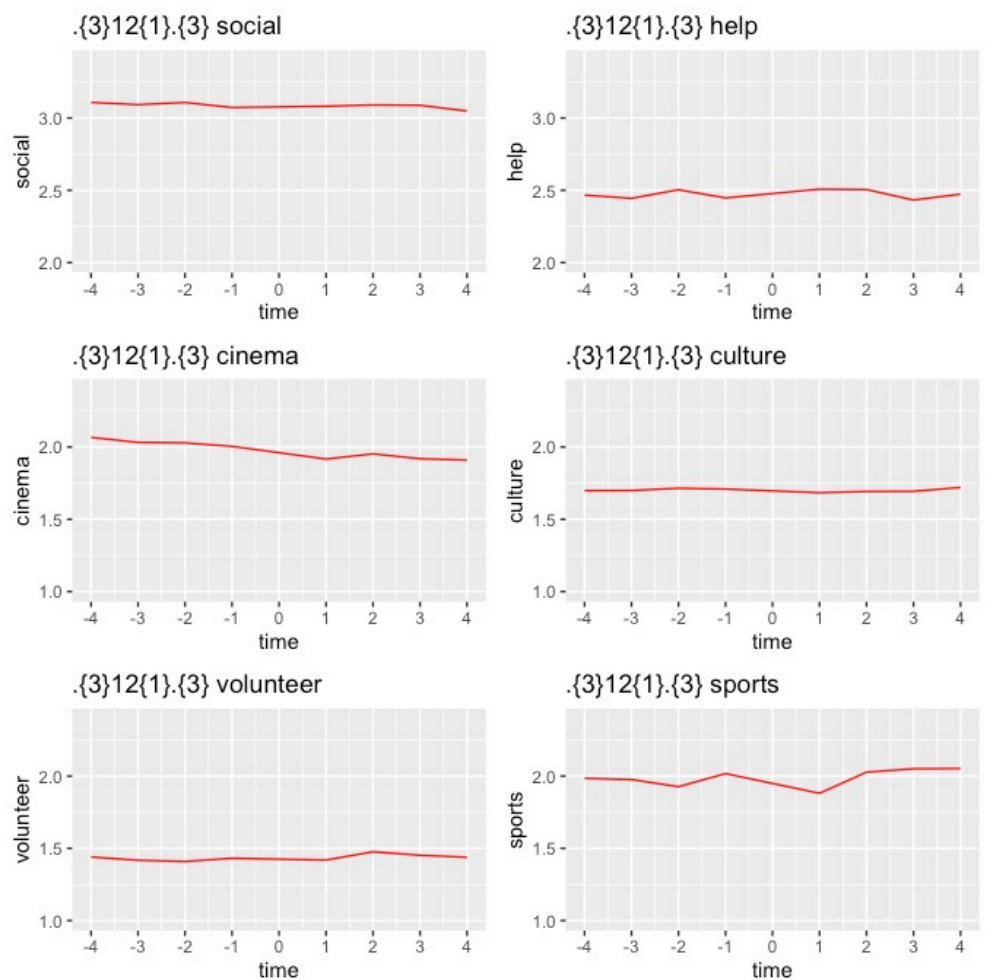 .{3}12{1}.{3} social
3.0
2.5
2.0
social
-4 -3 -2 -1 0 1 2 3 4
time
.{3}12{1}.{3} help
3.0
2.5
2.0
help
-4 -3 -2 -1 0 1 2 3 4
time
.{3}12{1}.{3} cinema
2.0
1.5
1.0
cinema
-4 -3 -2 -1 0 1 2 3 4
time
.{3}12{1}.{3} culture
2.0
1.5
1.0
culture
-4 -3 -2 -1 0 1 2 3 4
time
.{3}12{1}.{3} volunteer
2.0
1.5
1.0
volunteer
-4 -3 -2 -1 0 1 2 3 4
time
.{3}12{1}.{3} sports
2.0
1.5
1.0
sports
-4 -3 -2 -1 0 1 2 3 4
time